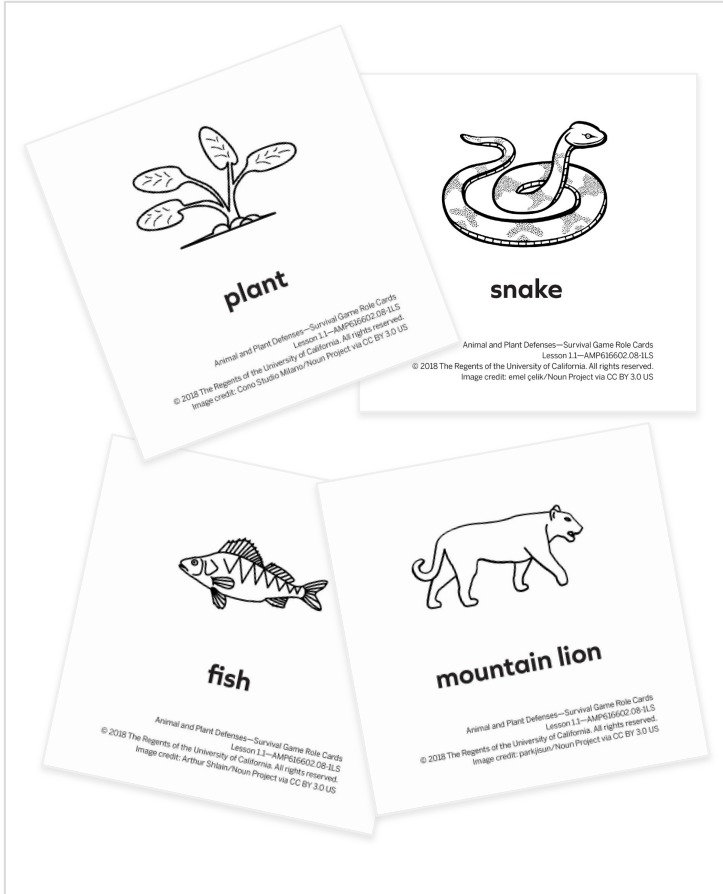 plant
Animal and Plant Defenses—Survival Game Role Cards
Lesson 1.1—AMP616602.08-1LS
© 2018 The Regents of the University of California. All rights reserved.
Image credit: Cono Studio Milano/Noun Project via CC BY 3.0 US
snake
Animal and Plant Defenses—Survival Game Role Cards
Lesson 1.1—AMP616602.08-1LS
© 2018 The Regents of the University of California. All rights reserved.
Image credit: emel çelik/Noun Project via CC BY 3.0 US
fish
Animal and Plant Defenses—Survival Game Role Cards
Lesson 1.1—AMP616602.08-1LS
© 2018 The Regents of the University of California. All rights reserved.
Image credit: Arthur Shlain/Noun Project via CC BY 3.0 US
mountain lion
Animal and Plant Defenses—Survival Game Role Cards
Lesson 1.1—AMP616602.08-1LS
© 2018 The Regents of the University of California. All rights reserved.
Image credit: parkjisun/Noun Project via CC BY 3.0 US